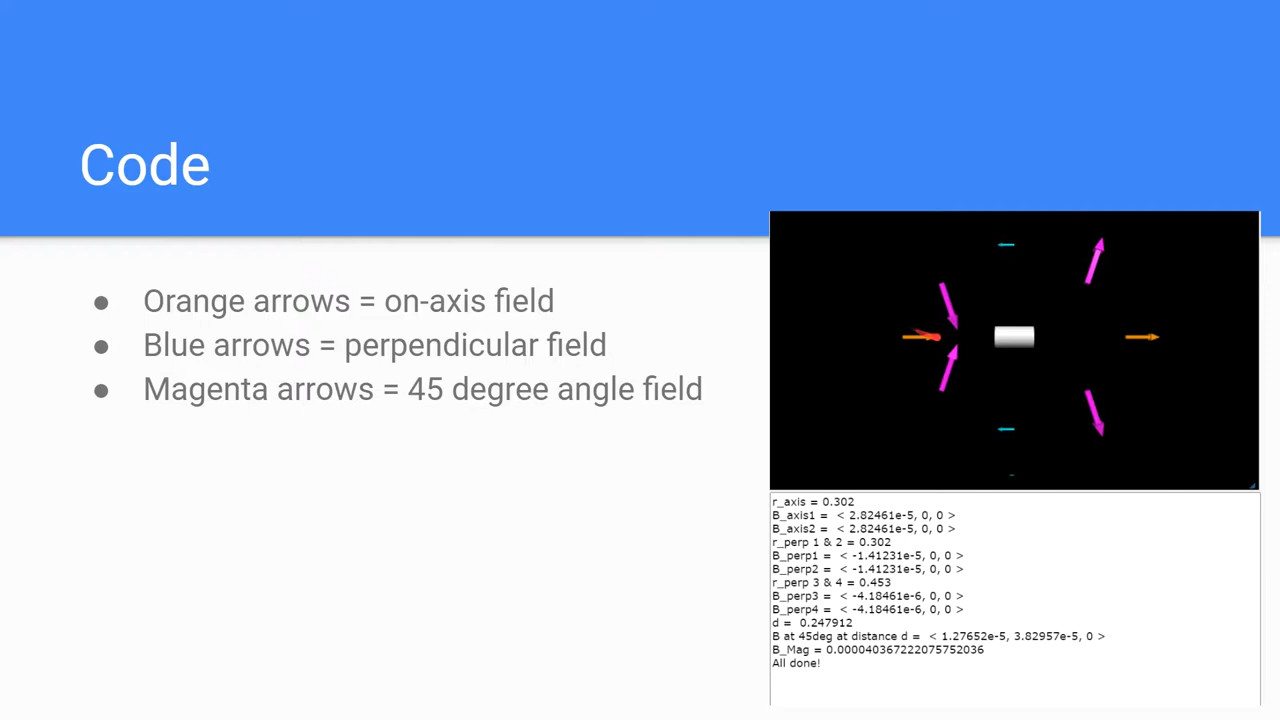 Code
● Orange arrows = on-axis field
● Blue arrows = perpendicular field
● Magenta arrows = 45 degree angle field
r_axis = 0.302
B_axis1 =  < 2.82461e-5, 0, 0 >
B_axis2 =  < 2.82461e-5, 0, 0 >
r_perp 1 & 2 = 0.302
B_perp1 =  < -1.41231e-5, 0, 0 >
B_perp2 =  < -1.41231e-5, 0, 0 >
r_perp 3 & 4 = 0.453
B_perp3 =  < -4.18461e-6, 0, 0 >
B_perp4 =  < -4.18461e-6, 0, 0 >
d =  0.247912
B at 45deg at distance d =  < 1.27652e-5, 3.82957e-5, 0 >
B_Mag = 0.000040367222075752036
All done!